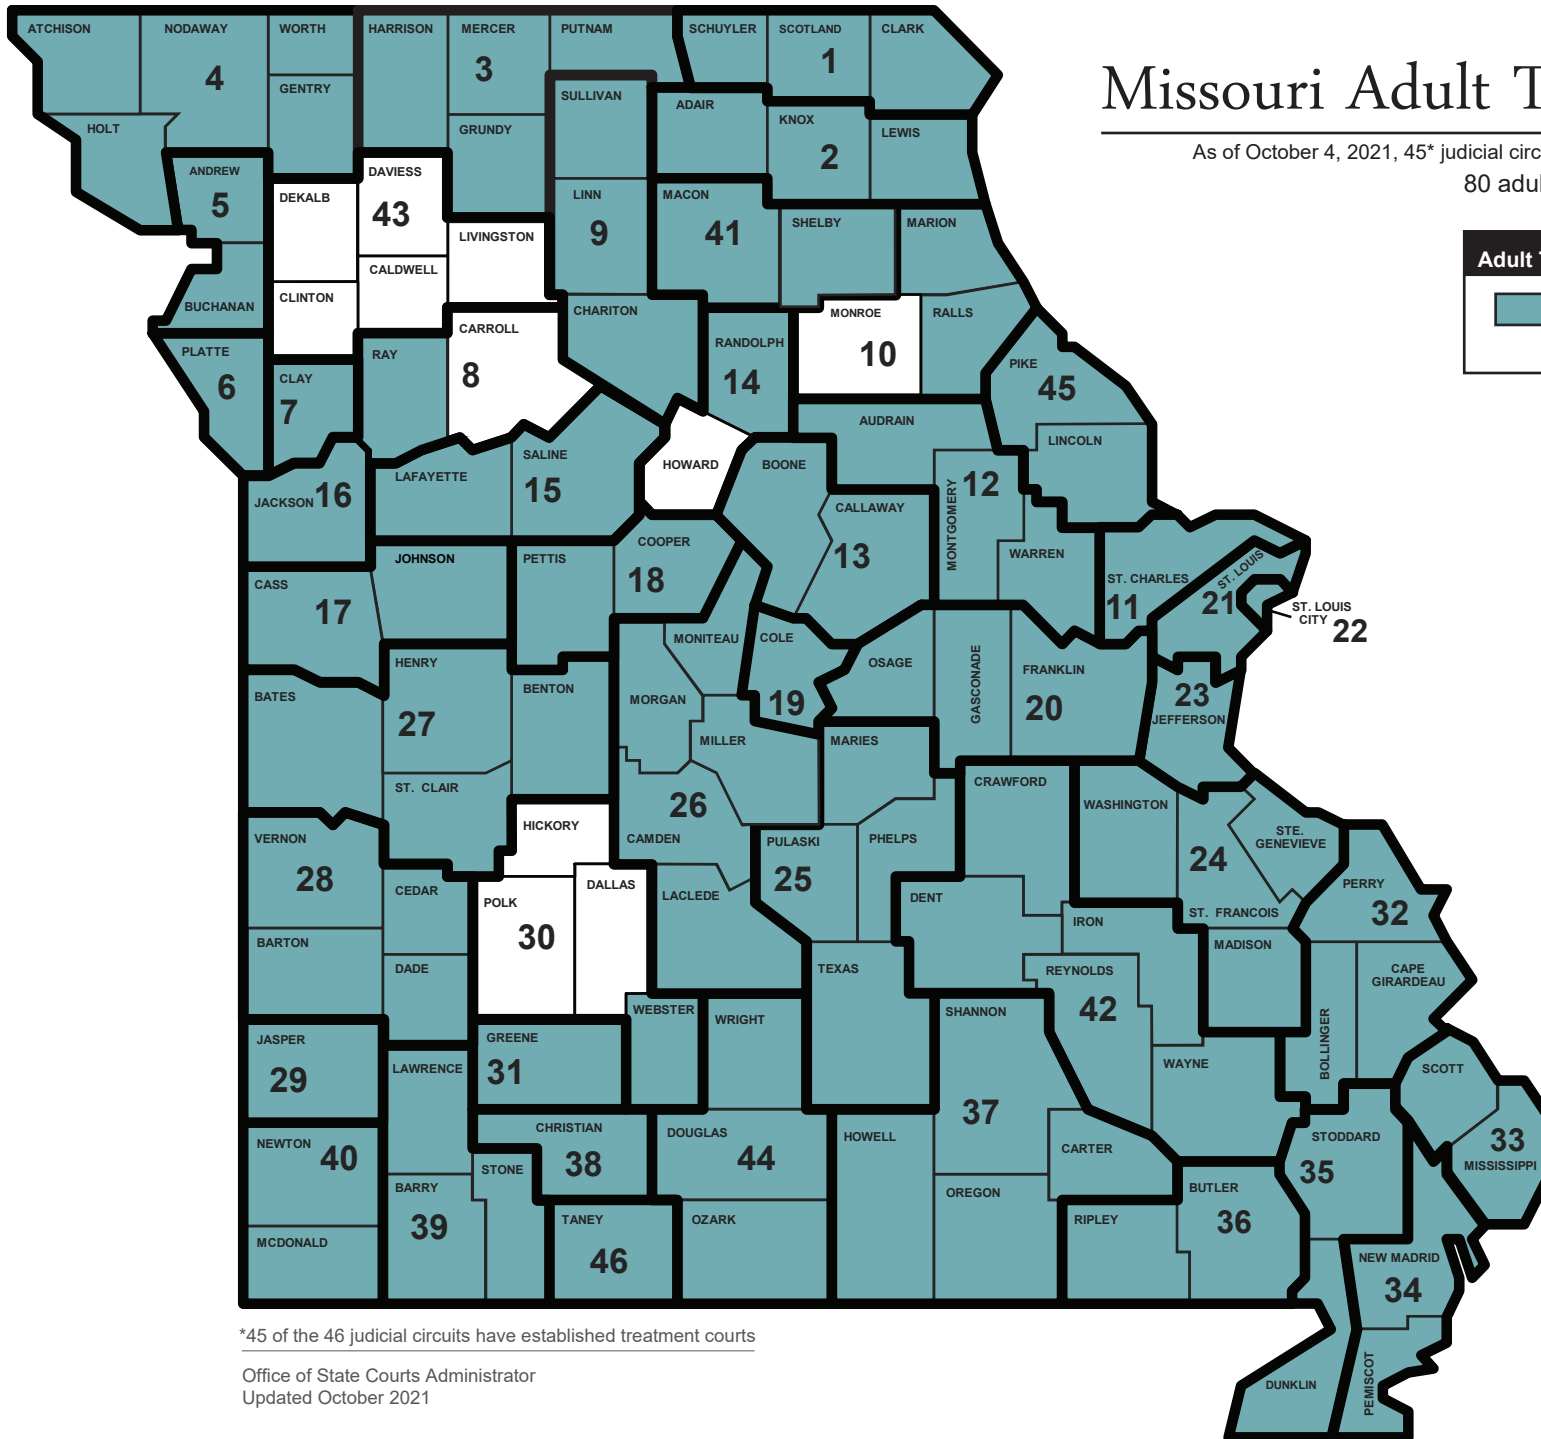 Missouri Adult T
As of October 4, 2021, 45* judicial circ
80 adul
Adult T
ATCHISON
NODAWAY
WORTH
HARRISON
MERCER
PUTNAM
SCHUYLER
SCOTLAND
CLARK
4
3
1
GENTRY
SULLIVAN
ADAIR
KNOX
HOLT
GRUNDY
LEWIS
2
ANDREW
DAVIESS
5
DEKALB
43
LINN
MACON
9
41
SHELBY
MARION
LIVINGSTON
CALDWELL
CLINTON
BUCHANAN
CHARITON
MONROE
RALLS
CARROLL
RANDOLPH
10
PLATTE
RAY
6
CLAY
7
8
14
PIKE
45
AUDRAIN
LINCOLN
SALINE
HOWARD
BOONE
LAFAYETTE
15
JACKSON 16
12
MONTGOMERY
CALLAWAY
13
COOPER
18
JOHNSON
PETTIS
WARREN
ST. CHARLES
11
ST. LOUIS
21
ST. LOUIS
CITY 22
CASS
17
MONITEAU
COLE
19
OSAGE
GASCONADE
FRANKLIN
20
HENRY
27
BENTON
BATES
MORGAN
MILLER
MARIES
23
JEFFERSON
ST. CLAIR
26
CAMDEN
CRAWFORD
WASHINGTON
HICKORY
VERNON
28
PULASKI
25
PHELPS
STE.
GENEVIEVE
24
CEDAR
DALLAS
POLK
30
LACLEDE
DENT
IRON
ST. FRANCOIS
PERRY
32
BARTON
DADE
TEXAS
REYNOLDS
42
MADISON
CAPE
GIRARDEAU
WEBSTER
WRIGHT
SHANNON
BOLLINGER
JASPER
29
GREENE
31
LAWRENCE
WAYNE
SCOTT
37
NEWTON 40
CHRISTIAN
38
DOUGLAS
44
HOWELL
CARTER
STODDARD
35
33
MISSISSIPPI
STONE
BARRY
39
OREGON
BUTLER
36
MCDONALD
TANEY
46
OZARK
RIPLEY
NEW MADRID
34
DUNKLIN
PEMISCOT
*45 of the 46 judicial circuits have established treatment courts
Office of State Courts Administrator
Updated October 2021